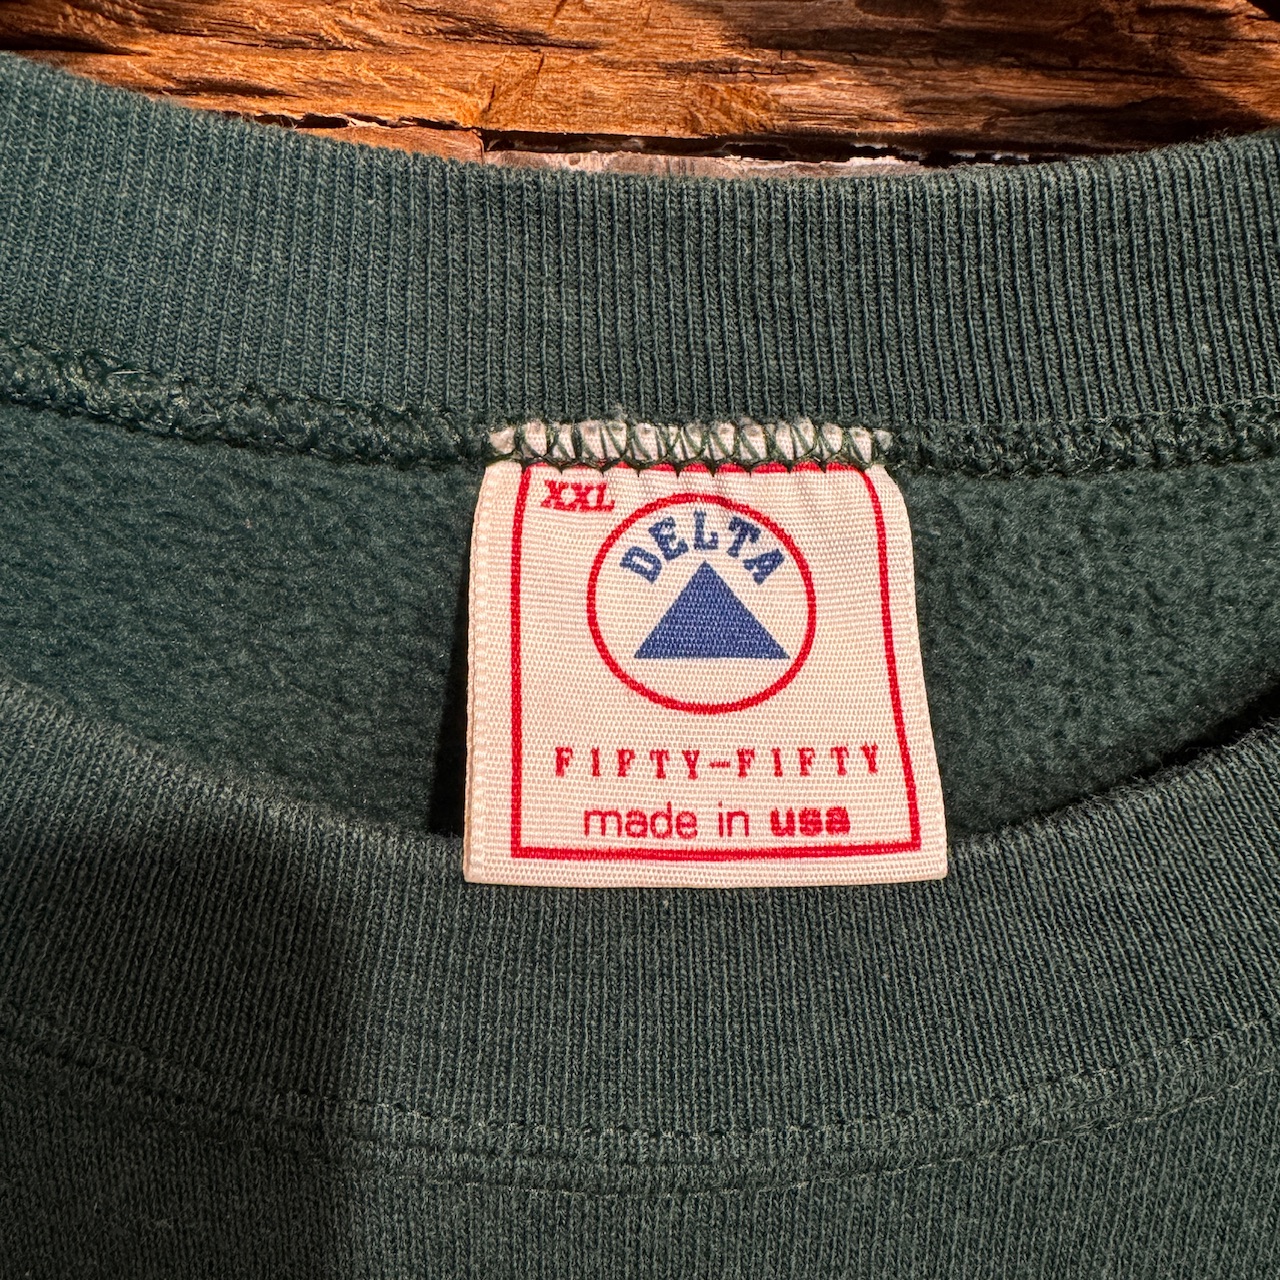 XXL
DELTA
FIFTY-FIFTY
made in usa